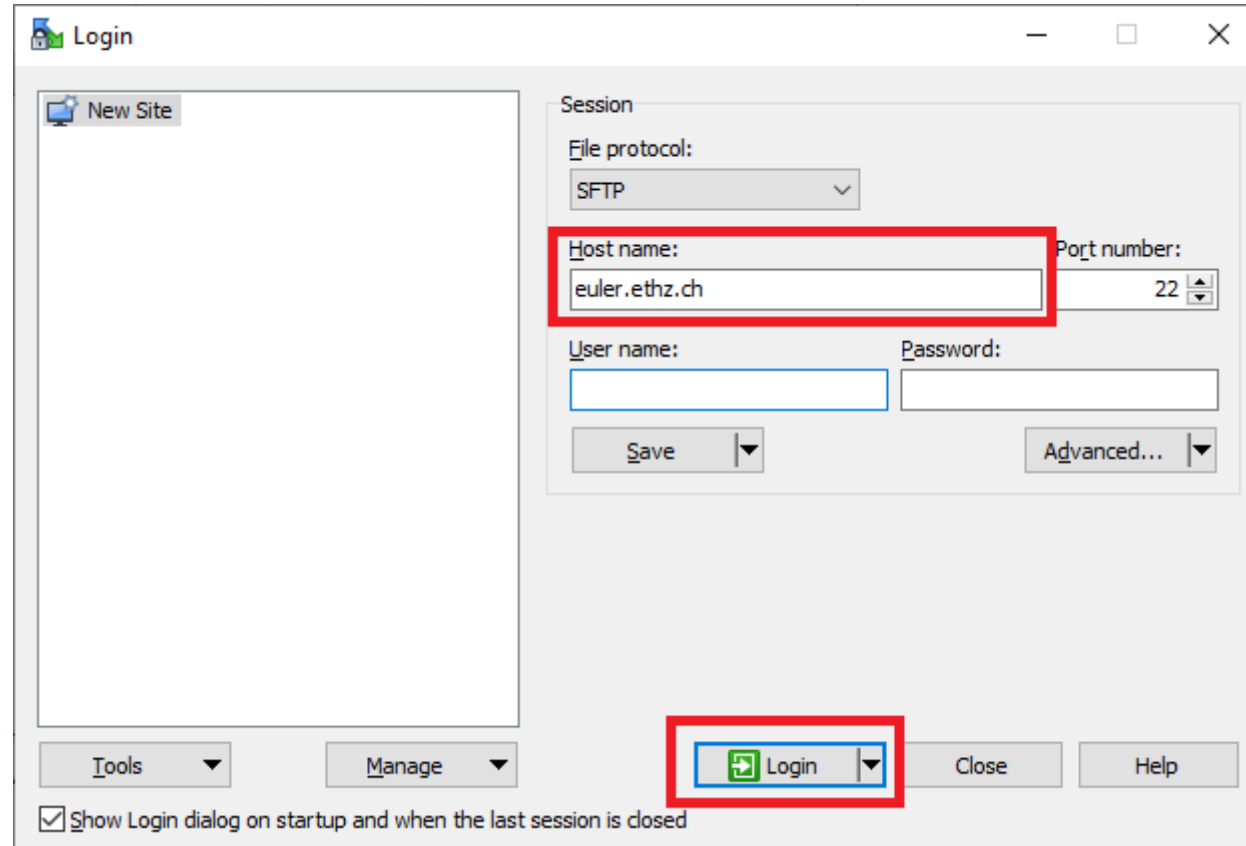 Login
New Site
Session
File protocol:
SFTP
Host name:
Port number:
euler.ethz.ch
22
User name:
Password:
Save
Advanced...
Tools
Manage
Login
Close
Help
Show Login dialog on startup and when the last session is closed